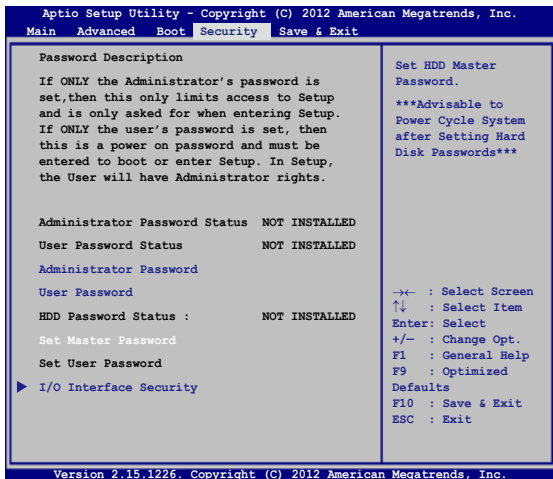 Aptio Setup Utility - Copyright (C) 2012 American Megatrends, Inc.
Main Advanced Boot Security Save & Exit
Password Description
If ONLY the Administrator's password is
set,then this only limits access to Setup
and is only asked for when entering Setup.
If ONLY the user's password is set, then
this is a power on password and must be
entered to boot or enter Setup. In Setup,
the User will have Administrator rights.
Administrator Password Status NOT INSTALLED
User Password Status NOT INSTALLED
Administrator Password
User Password
HDD Password Status : NOT INSTALLED
Set Master Password
Set User Password
I/O Interface Security
Set HDD Master
Password.
***Advisable to
Power Cycle System
after Setting Hard
Disk Passwords***
→← : Select Screen
↑↓ : Select Item
Enter: Select
+/— : Change Opt.
F1 : General Help
F9 : Optimized
Defaults
F10 : Save & Exit
ESC : Exit
Version 2.15.1226. Copyright (C) 2012 American Megatrends, Inc.